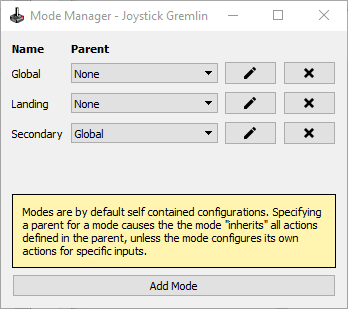 Mode Manager - Joystick Gremlin
Name Parent
Global None
Landing None
Secondary Global
Modes are by default self contained configurations. Specifying
a parent for a mode causes the the mode "inherits" all actions
defined in the parent, unless the mode configures its own
actions for specific inputs.
Add Mode